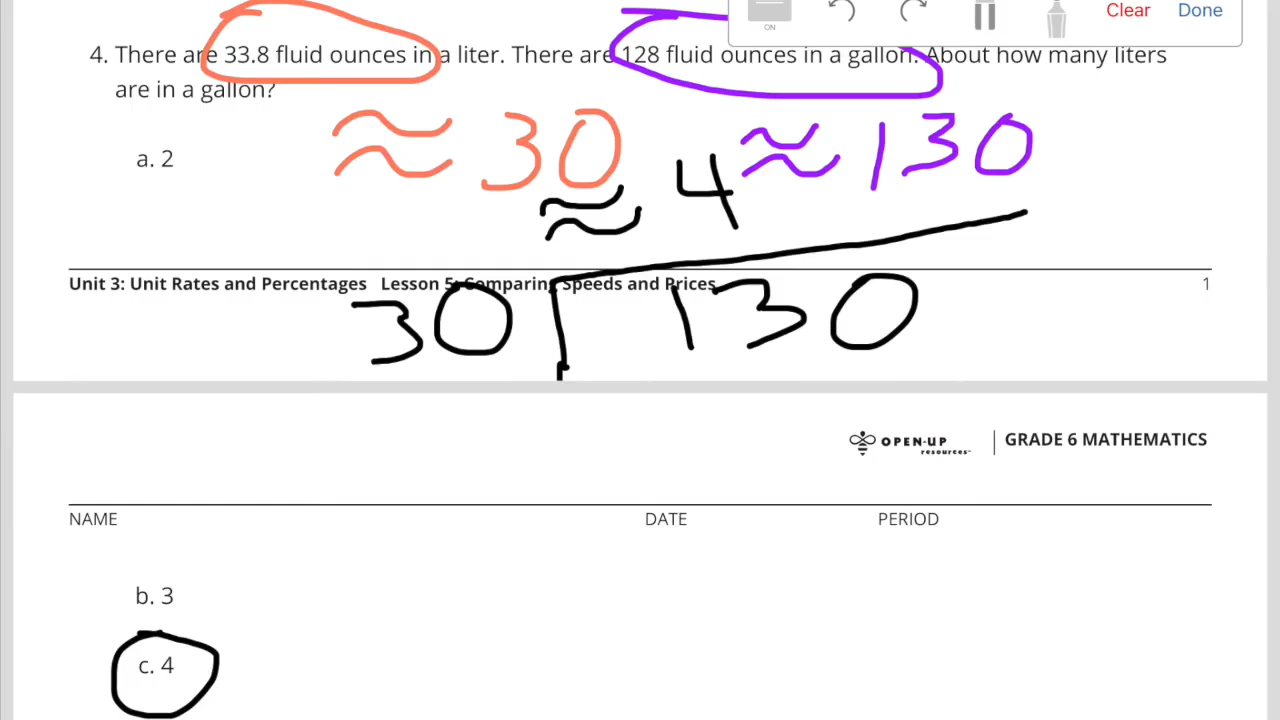 ON
Clear Done
4. There are 33.8 fluid ounces in a liter. There are 128 fluid ounces in a gallon. About how many liters
are in a gallon?
≈ 30 ≈ 130
a. 2
≈ 4
Unit 3: Unit Rates and Percentages Lesson 5: Comparing Speeds and Prices 1
30 130
OPEN-UP resources™ GRADE 6 MATHEMATICS
NAME DATE PERIOD
b. 3
c. 4